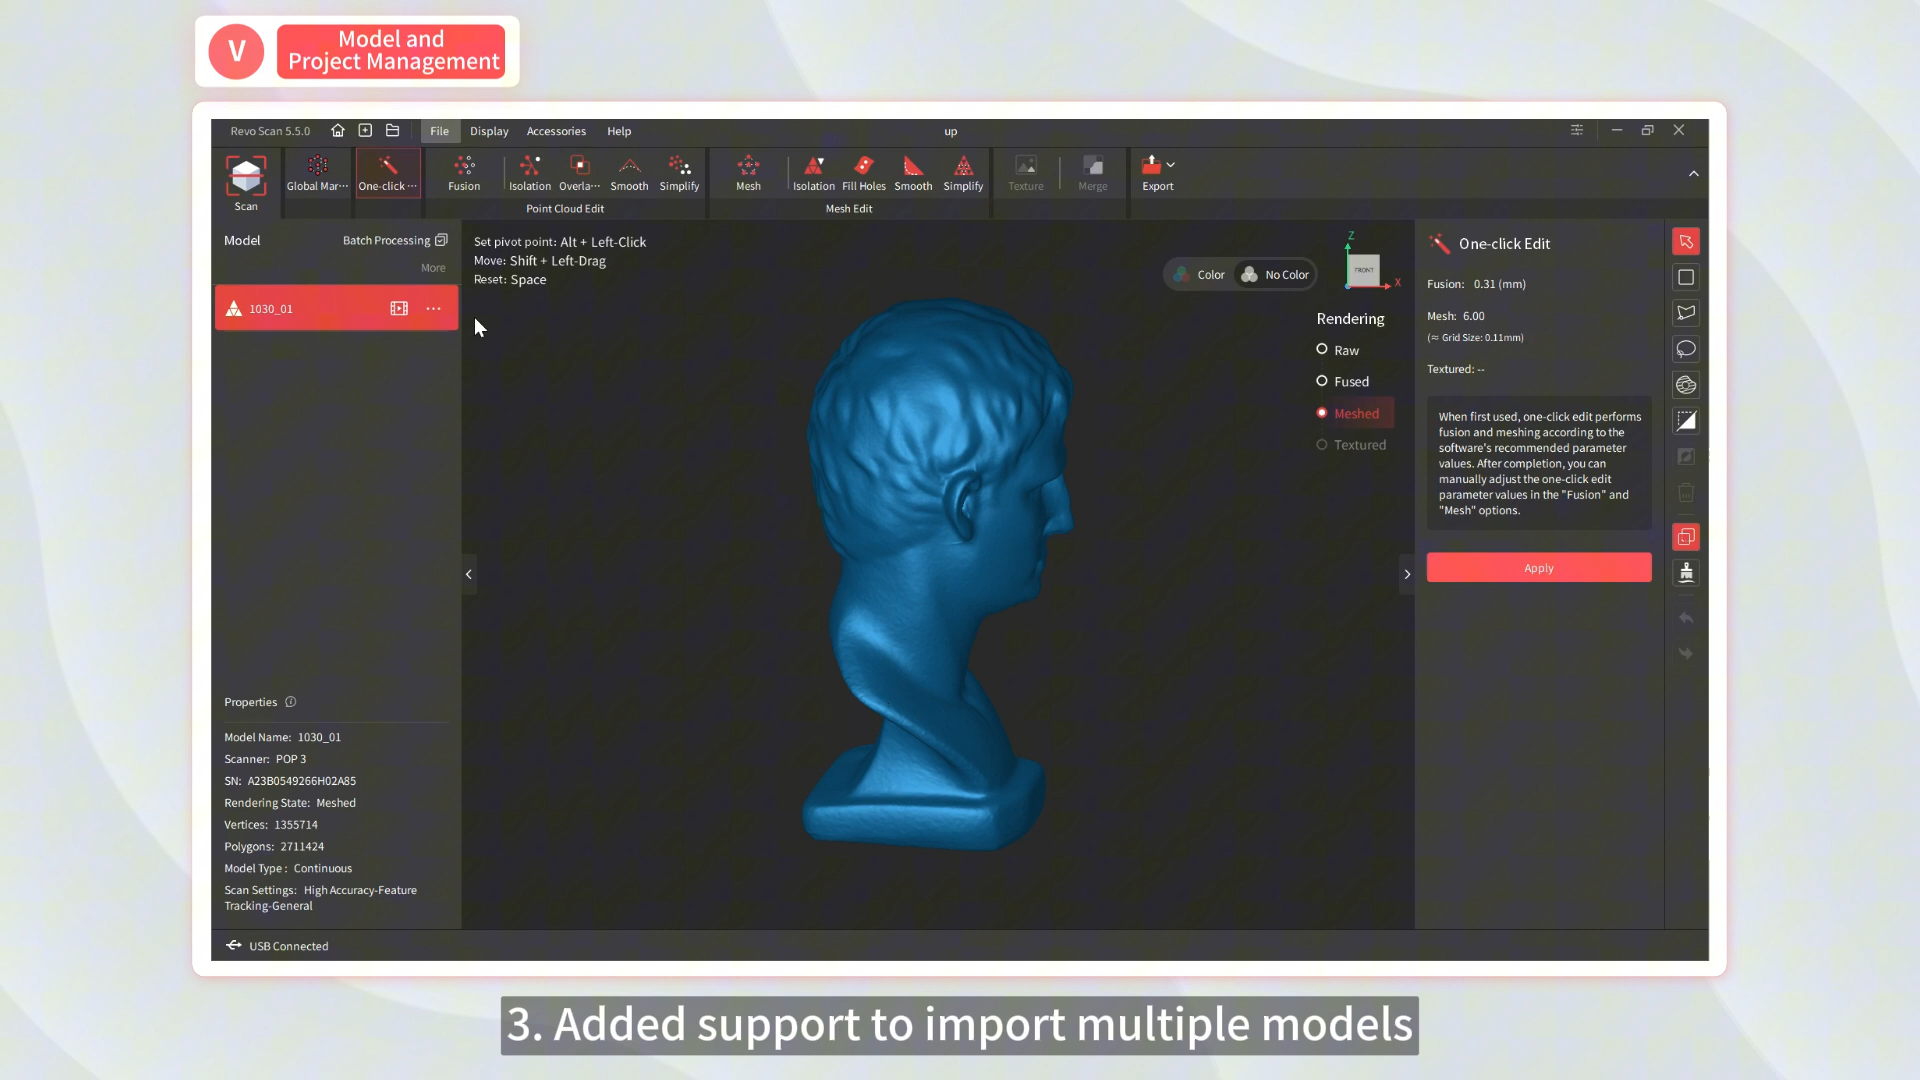 V
Model and
Project Management
Revo Scan 5.5.0
File
Display
Accessories
Help
up
Scan
Global Mar···
One-click ···
Fusion
Isolation
Overla···
Smooth
Simplify
Point Cloud Edit
Mesh
Isolation
Fill Holes
Smooth
Simplify
Mesh Edit
Texture
Merge
Export
Model
Batch Processing
More
1030_01
Set pivot point: Alt + Left-Click
Move: Shift + Left-Drag
Reset: Space
Color
No Color
Z
FRONT
X
Rendering
Raw
Fused
Meshed
Textured
One-click Edit
Fusion: 0.31 (mm)
Mesh: 6.00
(≈ Grid Size: 0.11mm)
Textured: --
When first used, one-click edit performs
fusion and meshing according to the
software's recommended parameter
values. After completion, you can
manually adjust the one-click edit
parameter values in the "Fusion" and
"Mesh" options.
Apply
Properties
Model Name: 1030_01
Scanner: POP 3
SN: A23B0549266H02A85
Rendering State: Meshed
Vertices: 1355714
Polygons: 2711424
Model Type : Continuous
Scan Settings: High Accuracy-Feature
Tracking-General
USB Connected
3. Added support to import multiple models